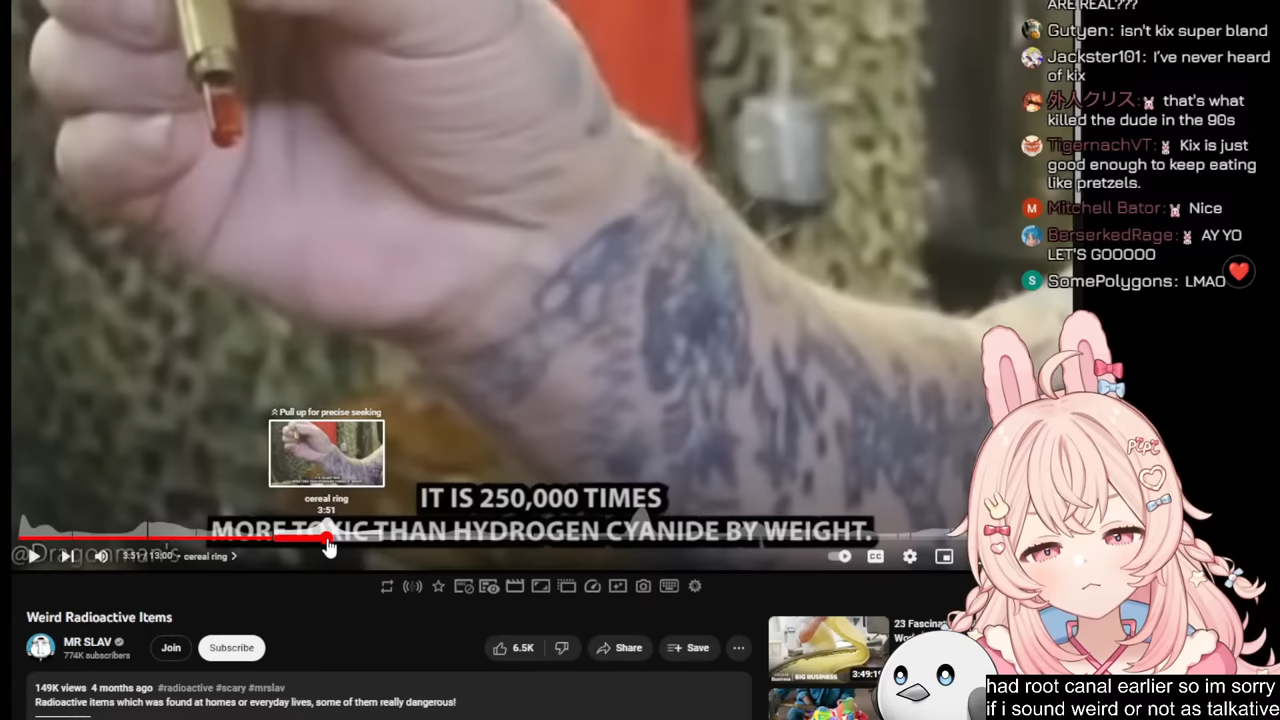 ARE REAL???
Gutyen: isn't kix super bland
Jackster101: I've never heard
of kix
外人クリス: that's what
killed the dude in the 90s
TigernachVT: Kix is just
good enough to keep eating
like pretzels.
Mitchell Bator: Nice
BerserkedRage: AY YO
LET'S GOOOOO
SomePolygons: LMAO
Pull up for precise seeking
cereal ring
3:51
IT IS 250,000 TIMES
MORE TOXIC THAN HYDROGEN CYANIDE BY WEIGHT.
3:51 / 13:00 • cereal ring
CC
Weird Radioactive Items
MR SLAV
774K subscribers
Join
Subscribe
6.5K
Share
Save
149K views 4 months ago #radioactive #scary #mrslav
Radioactive items which was found at homes or everyday lives, some of them really dangerous!
23 Fascina
BIG BUSINESS
3:49:1
PiPi
had root canal earlier so im sorry
if i sound weird or not as talkative